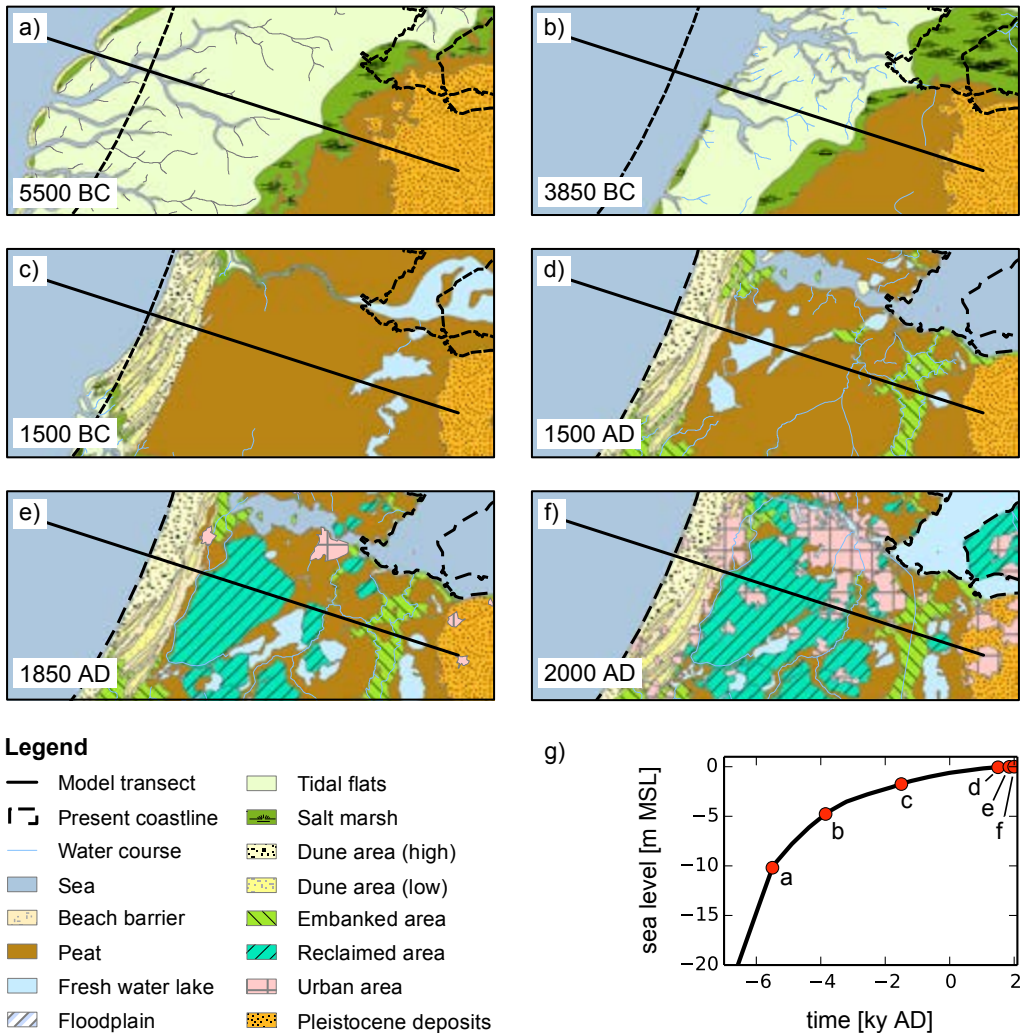 a)
5500 BC
b)
3850 BC
c)
1500 BC
d)
1500 AD
e)
1850 AD
f)
2000 AD
Legend
Model transect
Present coastline
Water course
Sea
Beach barrier
Peat
Fresh water lake
Floodplain
Tidal flats
Salt marsh
Dune area (high)
Dune area (low)
Embanked area
Reclaimed area
Urban area
Pleistocene deposits
g)
sea level [m MSL]
0
−5
−10
−15
−20
a
b
c
d
e
f
−6 −4 −2 0 2
time [ky AD]